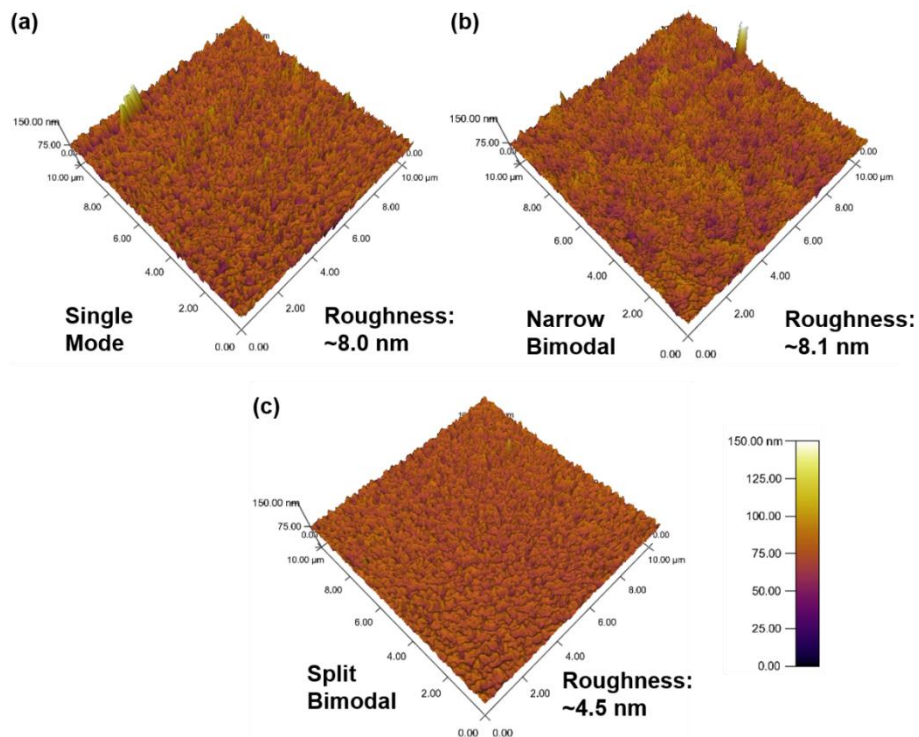 (a)
150.00 nm
75.00
0.00
10.00 µm
8.00
6.00
4.00
2.00
0.00
0.00
2.00
4.00
6.00
8.00
10.00 µm
0.00
Single
Mode
Roughness:
~8.0 nm
(b)
150.00 nm
75.00
0.00
10.00 µm
8.00
6.00
4.00
2.00
0.00
0.00
2.00
4.00
6.00
8.00
10.00 µm
0.00
Narrow
Bimodal
Roughness:
~8.1 nm
(c)
150.00 nm
75.00
0.00
10.00 µm
8.00
6.00
4.00
2.00
0.00
0.00
2.00
4.00
6.00
8.00
10.00 µm
0.00
Split
Bimodal
Roughness:
~4.5 nm
150.00 nm
125.00
100.00
75.00
50.00
25.00
0.00